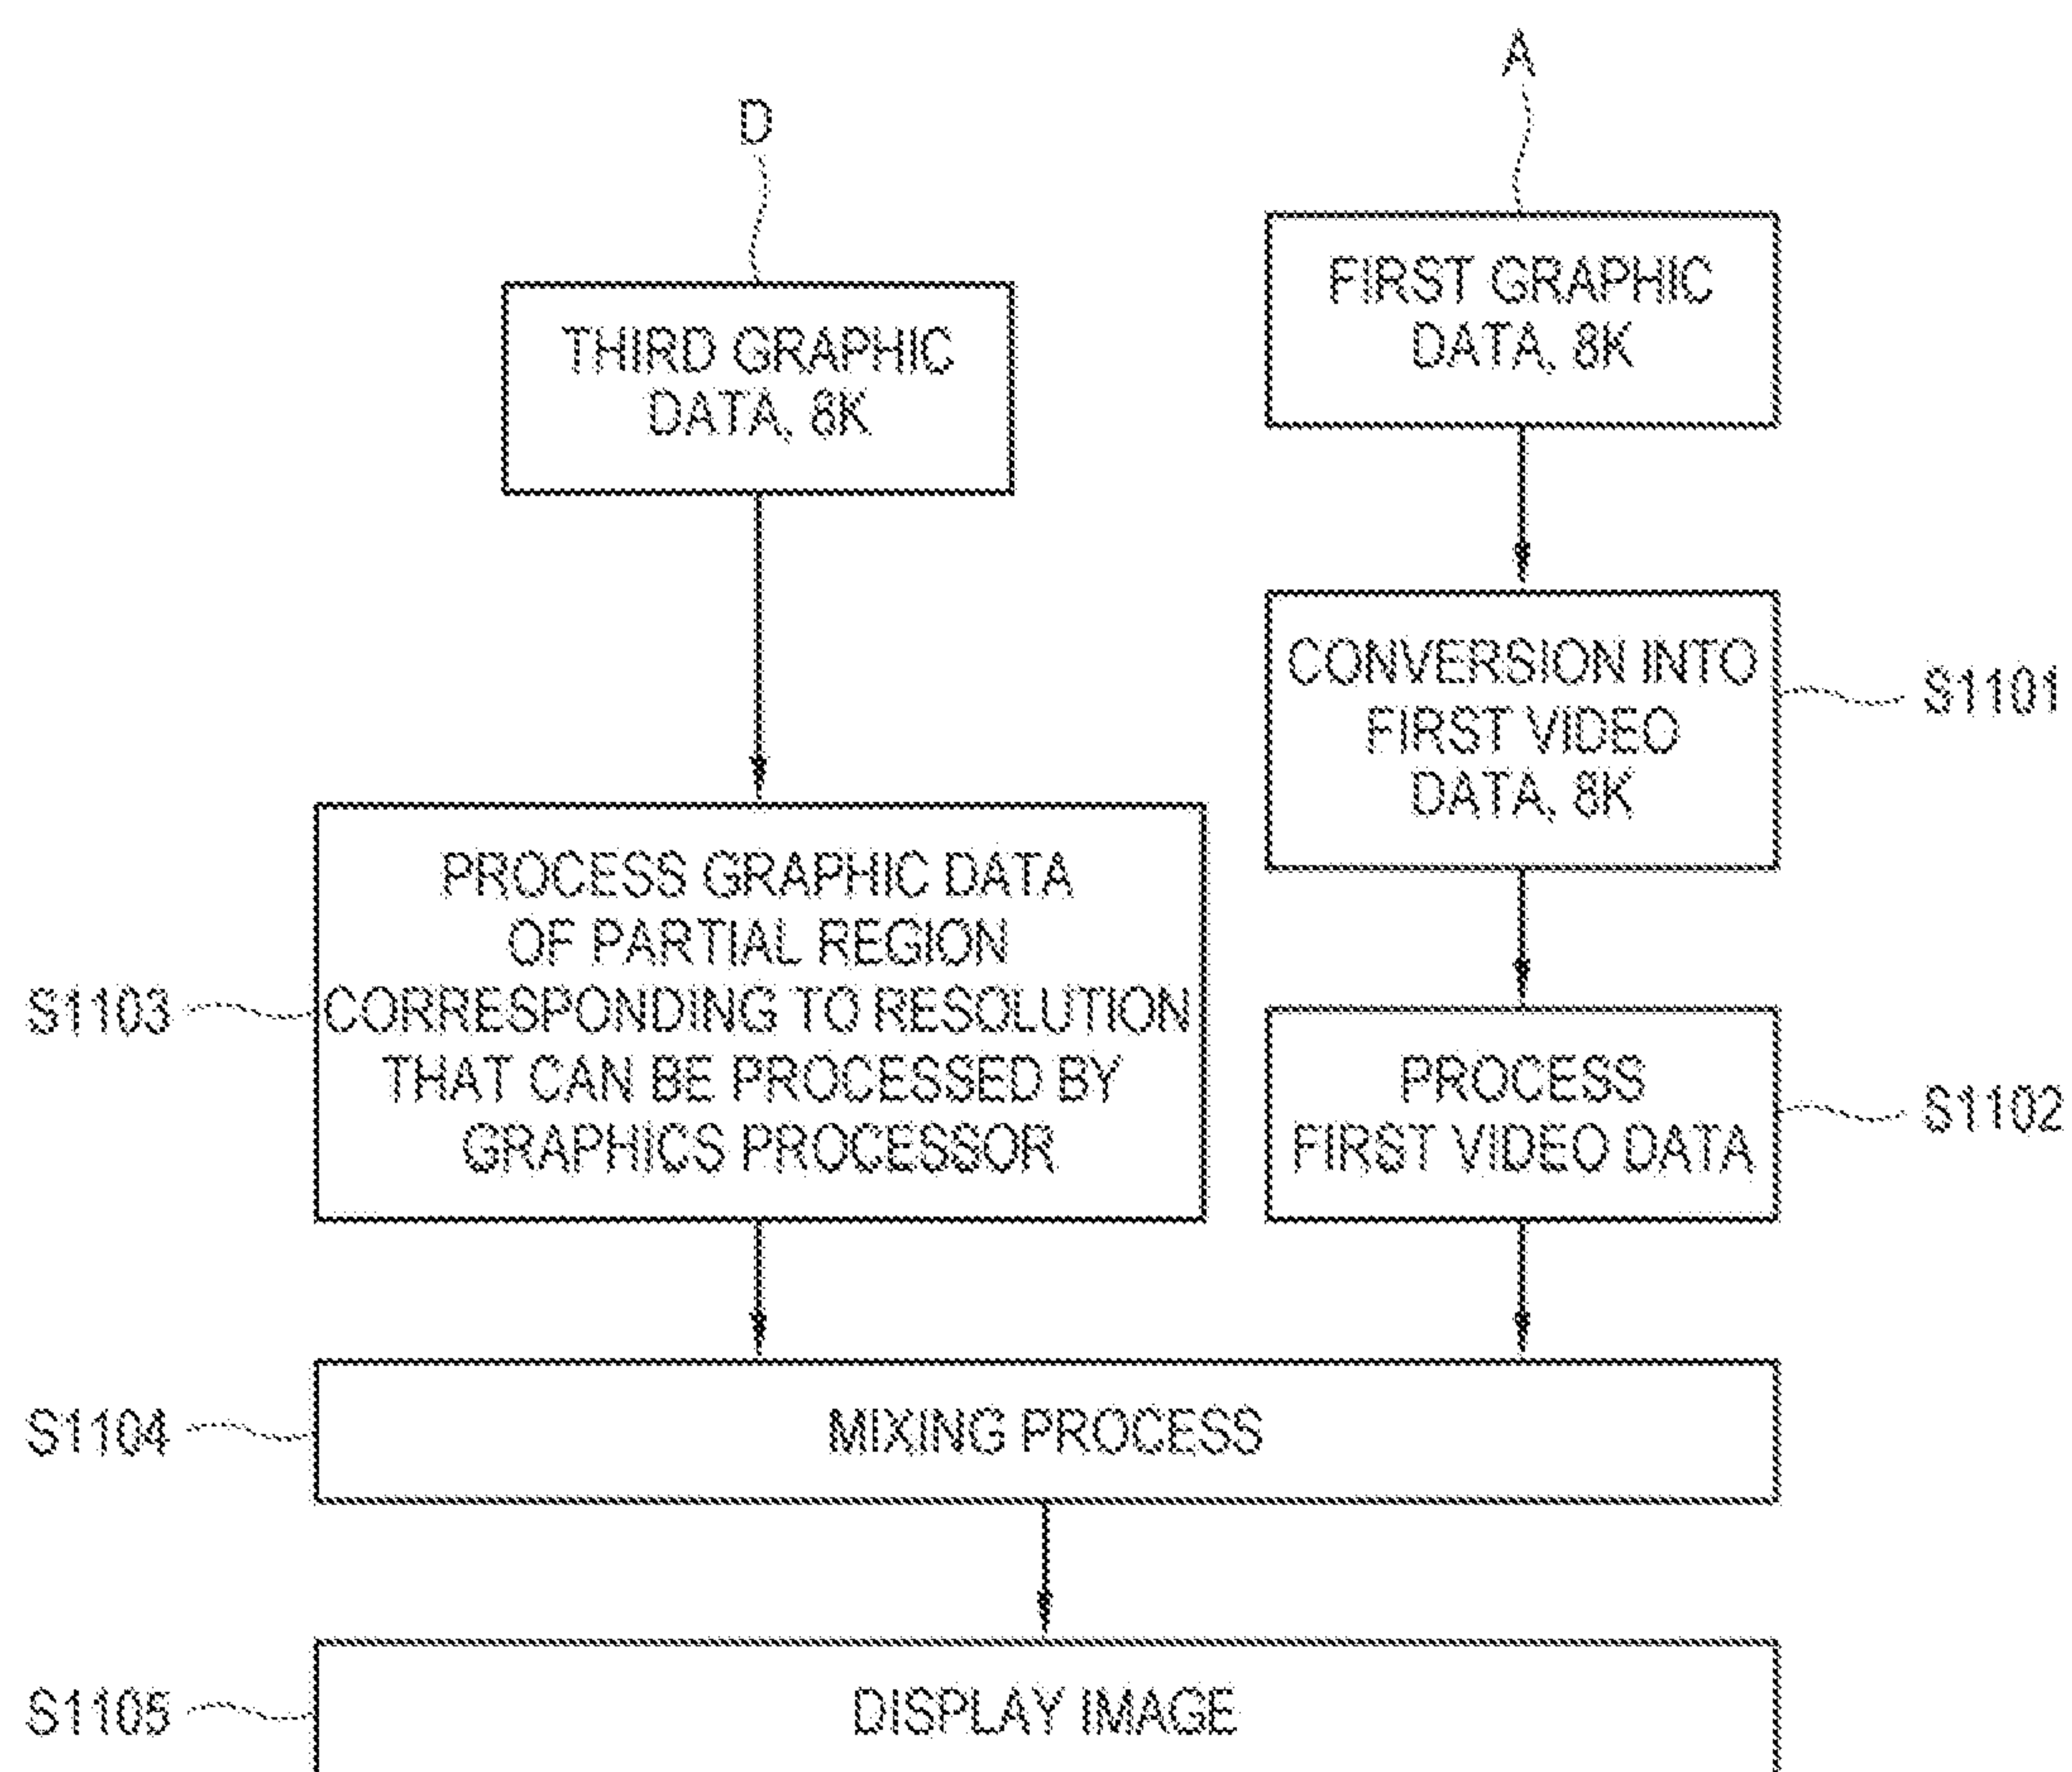 A
D
FIRST GRAPHIC
DATA, 8K
THIRD GRAPHIC
DATA, 8K
CONVERSION INTO
FIRST VIDEO
DATA, 8K
S1101
PROCESS GRAPHIC DATA
OF PARTIAL REGION
CORRESPONDING TO RESOLUTION
THAT CAN BE PROCESSED BY
GRAPHICS PROCESSOR
S1103
PROCESS
FIRST VIDEO DATA
S1102
S1104
MIXING PROCESS
S1105
DISPLAY IMAGE